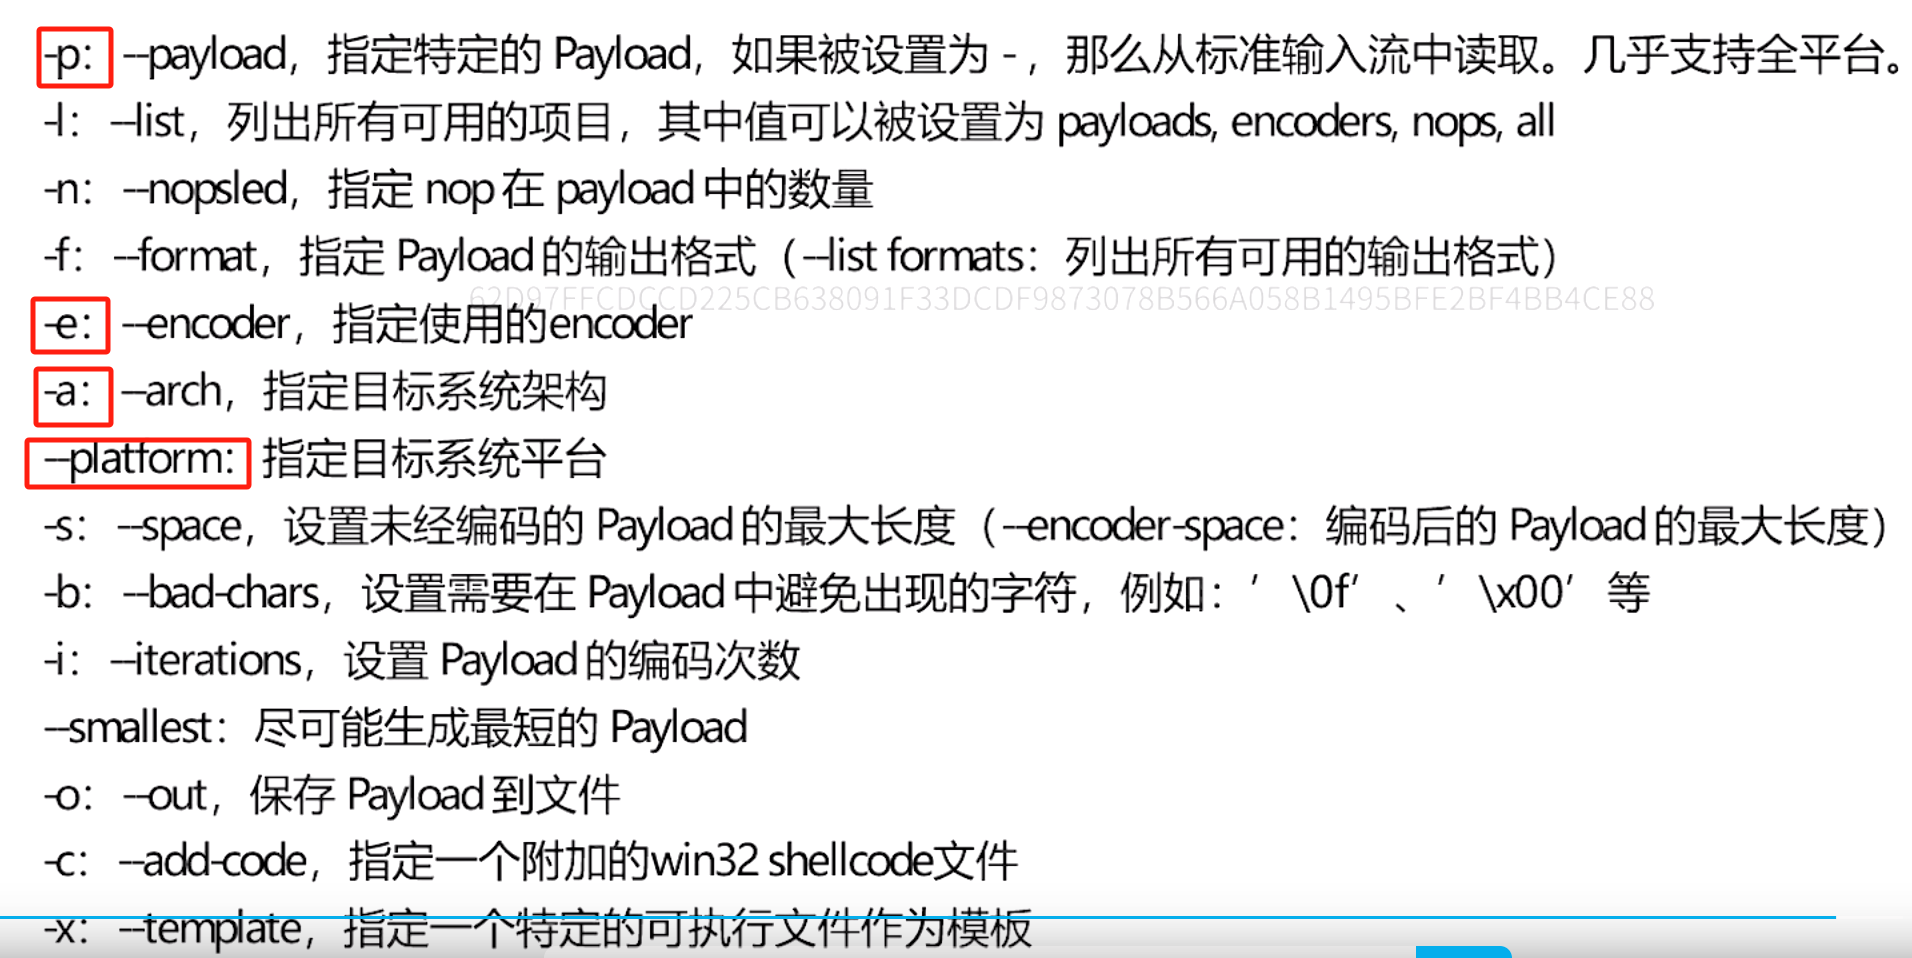 -p： --payload，指定特定的 Payload，如果被设置为 - ，那么从标准输入流中读取。几乎支持全平台。
-l： --list，列出所有可用的项目，其中值可以被设置为 payloads, encoders, nops, all
-n： --nopsled，指定 nop 在 payload 中的数量
-f： --format，指定 Payload 的输出格式（--list formats：列出所有可用的输出格式）
62D97FFCDCCD225CB638091F33DCDF9873078B566A058B1495BFE2BF4BB4CE88
-e： --encoder，指定使用的encoder
-a： --arch，指定目标系统架构
--platform: 指定目标系统平台
-s： --space，设置未经编码的 Payload 的最大长度（--encoder-space：编码后的 Payload 的最大长度）
-b： --bad-chars，设置需要在 Payload 中避免出现的字符，例如：’\0f’、’\x00’等
-i： --iterations，设置 Payload 的编码次数
--smallest：尽可能生成最短的 Payload
-o： --out，保存 Payload 到文件
-c： --add-code，指定一个附加的win32 shellcode文件
-x： --template，指定一个特定的可执行文件作为模板